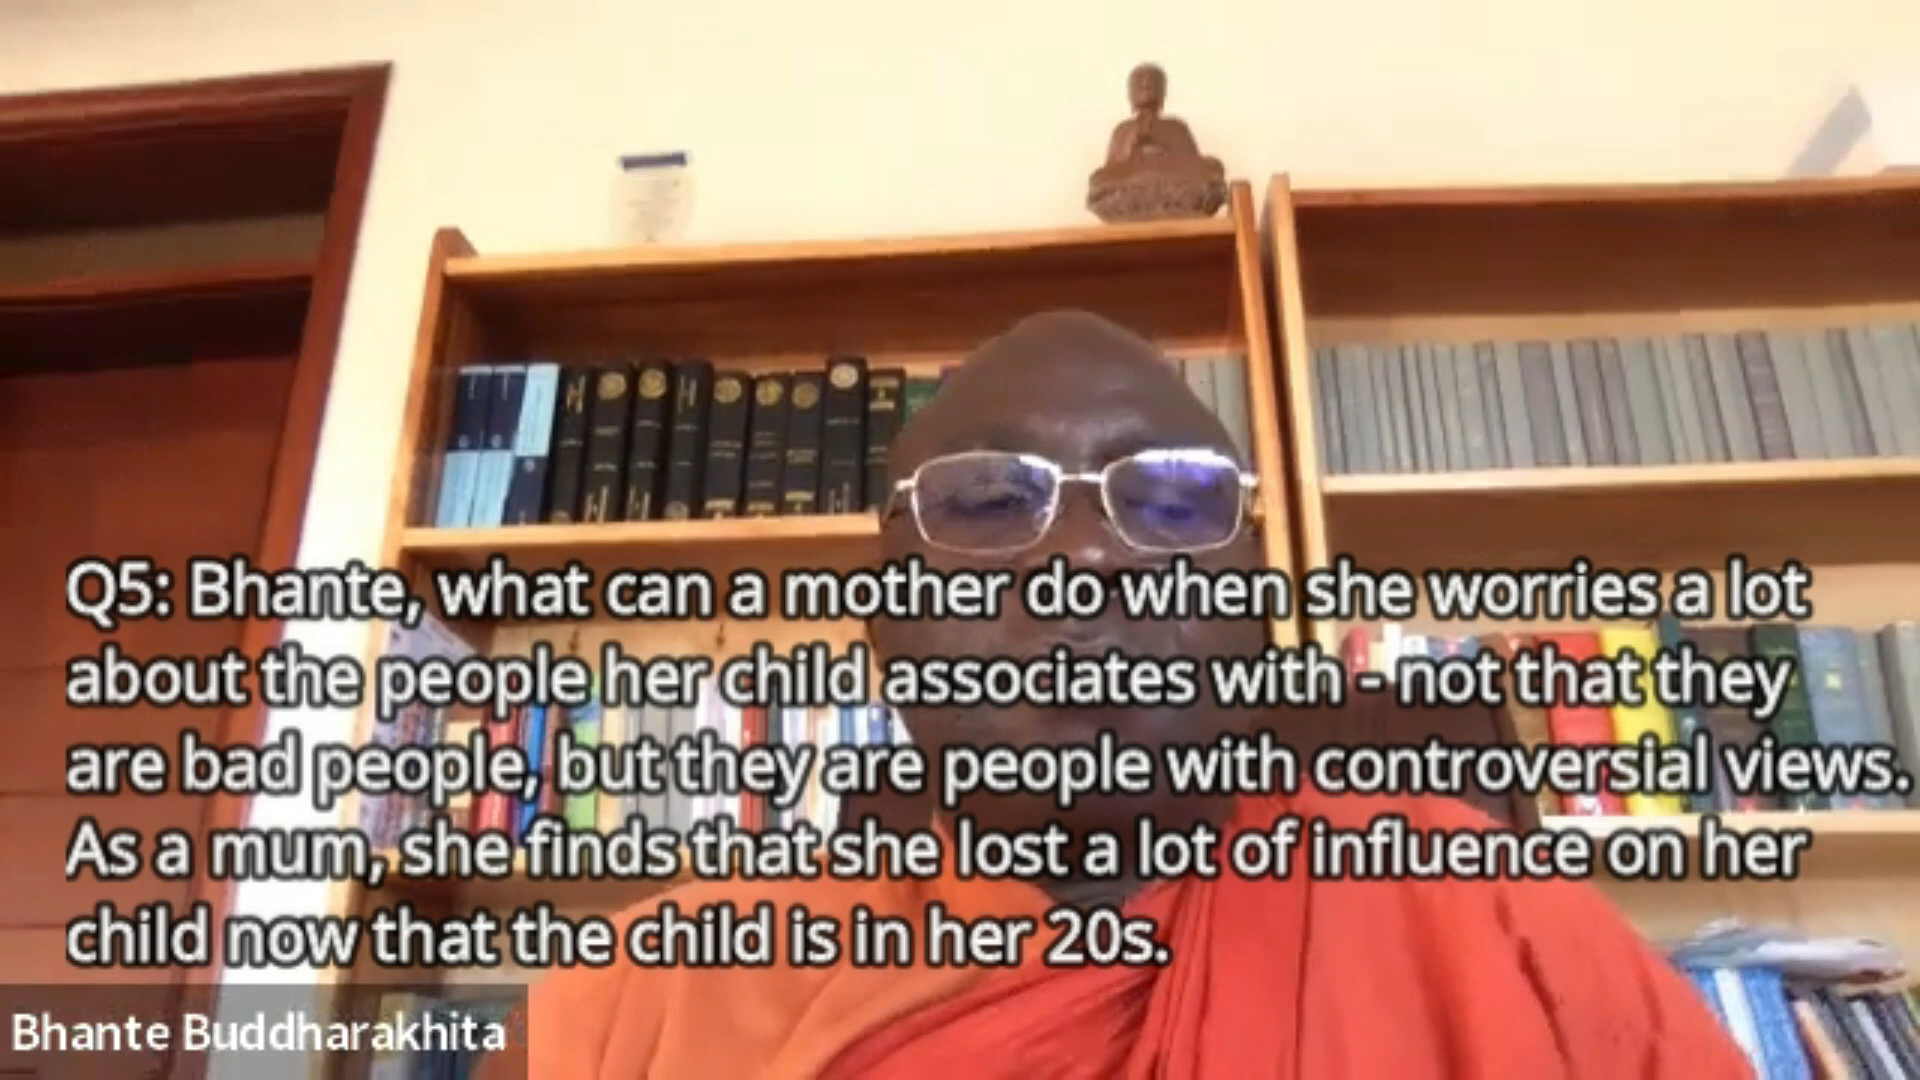 Q5: Bhante, what can a mother do when she worries a lot
about the people her child associates with - not that they
are bad people, but they are people with controversial views.
As a mum, she finds that she lost a lot of influence on her
child now that the child is in her 20s.
Bhante Buddharakhita